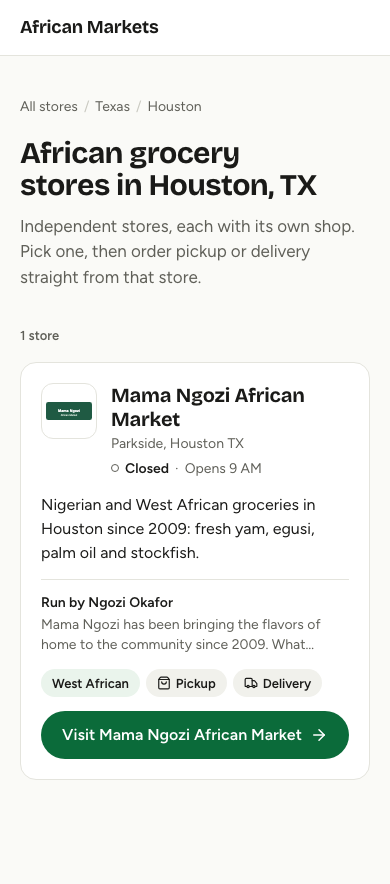 African Markets
All stores / Texas / Houston
African grocery
stores in Houston, TX
Independent stores, each with its own shop.
Pick one, then order pickup or delivery
straight from that store.
1 store
Mama Ngozi
Mama Ngozi African
Market
Parkside, Houston TX
Closed · Opens 9 AM
Nigerian and West African groceries in
Houston since 2009: fresh yam, egusi,
palm oil and stockfish.
Run by Ngozi Okafor
Mama Ngozi has been bringing the flavors of
home to the community since 2009. What...
West African
Pickup
Delivery
Visit Mama Ngozi African Market →